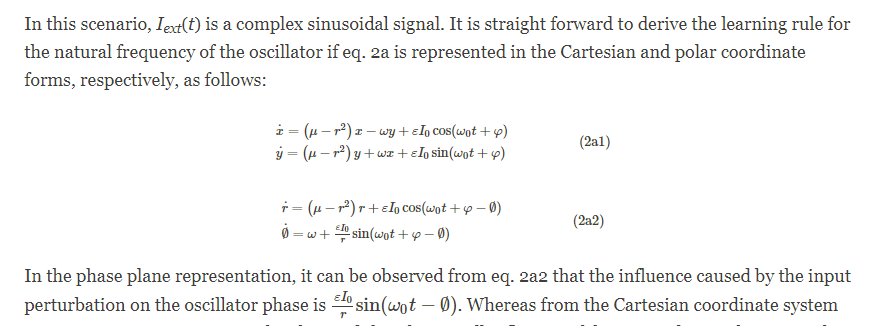 In this scenario, I_ext(t) is a complex sinusoidal signal. It is straight forward to derive the learning rule for
the natural frequency of the oscillator if eq. 2a is represented in the Cartesian and polar coordinate
forms, respectively, as follows:
ẋ = (μ − r²) x − ωy + εI₀ cos(ω₀t + φ)
ẏ = (μ − r²) y + ωx + εI₀ sin(ω₀t + φ)
(2a1)
ṙ = (μ − r²) r + εI₀ cos(ω₀t + φ − ∅)
∅̇ = ω + εI₀/r sin(ω₀t + φ − ∅)
(2a2)
In the phase plane representation, it can be observed from eq. 2a2 that the influence caused by the input
perturbation on the oscillator phase is εI₀/r sin(ω₀t − ∅). Whereas from the Cartesian coordinate system